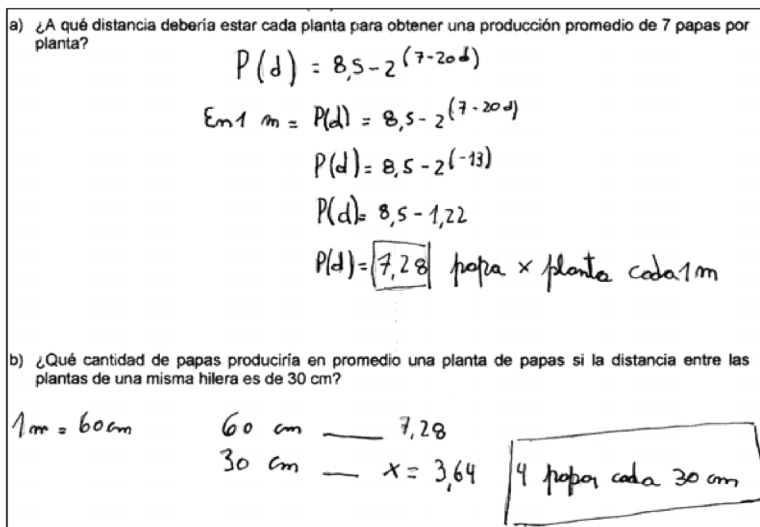 a) ¿A qué distancia debería estar cada planta para obtener una producción promedio de 7 papas por
planta?
P(d) = 8,5-2^(7-20d)
En 1 m = P(d) = 8,5-2^(7-20d)
P(d) = 8,5-2^(-13)
P(d) = 8,5-1,22
P(d) = 7,28 papa x planta cada 1 m
b) ¿Qué cantidad de papas produciría en promedio una planta de papas si la distancia entre las
plantas de una misma hilera es de 30 cm?
1 m = 60 cm
60 cm __ 7,28
30 cm __ x = 3,64
4 papas cada 30 cm